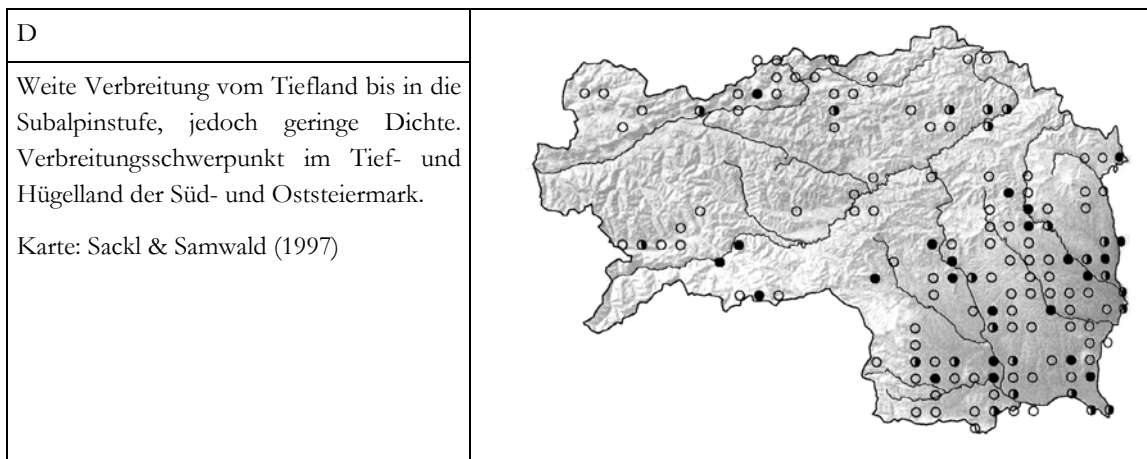 D
Weite Verbreitung vom Tiefland bis in die
Subalpinstufe, jedoch geringe Dichte.
Verbreitungsschwerpunkt im Tief- und
Hügelland der Süd- und Oststeiermark.
Karte: Sackl & Samwald (1997)